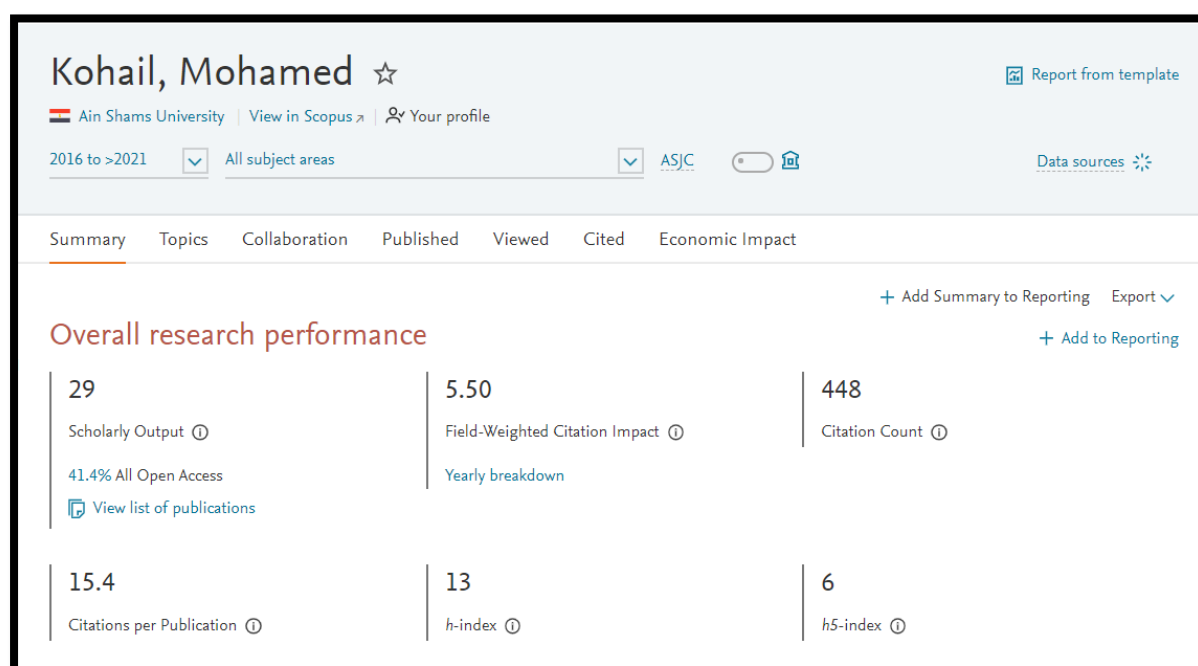 Kohail, Mohamed
Report from template
Ain Shams University | View in Scopus | Your profile
2016 to >2021 All subject areas ASJC Data sources
Summary Topics Collaboration Published Viewed Cited Economic Impact
+ Add Summary to Reporting Export
Overall research performance + Add to Reporting
29 5.50 448
Scholarly Output Field-Weighted Citation Impact Citation Count
41.4% All Open Access Yearly breakdown
View list of publications
15.4 13 6
Citations per Publication h-index h5-index